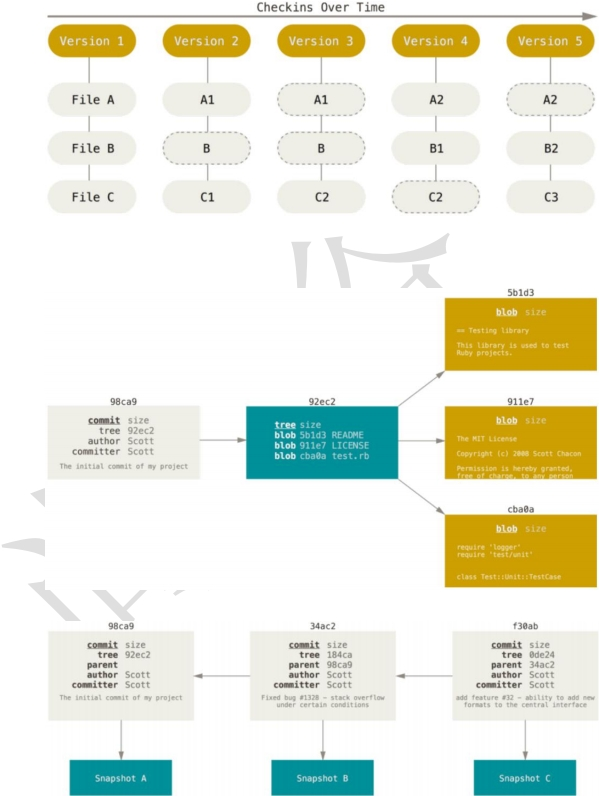 Checkins Over Time
Version 1 Version 2 Version 3 Version 4 Version 5
File A A1 A1 A2 A2
File B B B B1 B2
File C C1 C2 C2 C3
5b1d3
blob size
== Testing library
This library is used to test
Ruby projects.
98ca9
commit size
tree 92ec2
author Scott
committer Scott
The initial commit of my project
92ec2
tree size
blob 5b1d3 README
blob 911e7 LICENSE
blob cba0a test.rb
911e7
blob size
The MIT License
Copyright (c) 2008 Scott Chacon
Permission is hereby granted,
free of charge, to any person
cba0a
blob size
require 'logger'
require 'test/unit'
class Test::Unit::TestCase
98ca9
commit size
tree 92ec2
parent
author Scott
committer Scott
The initial commit of my project
34ac2
commit size
tree 184ca
parent 98ca9
author Scott
committer Scott
Fixed bug #1328 – stack overflow
under certain conditions
f30ab
commit size
tree 0de24
parent 34ac2
author Scott
committer Scott
add feature #32 – ability to add new
formats to the central interface
Snapshot A
Snapshot B
Snapshot C